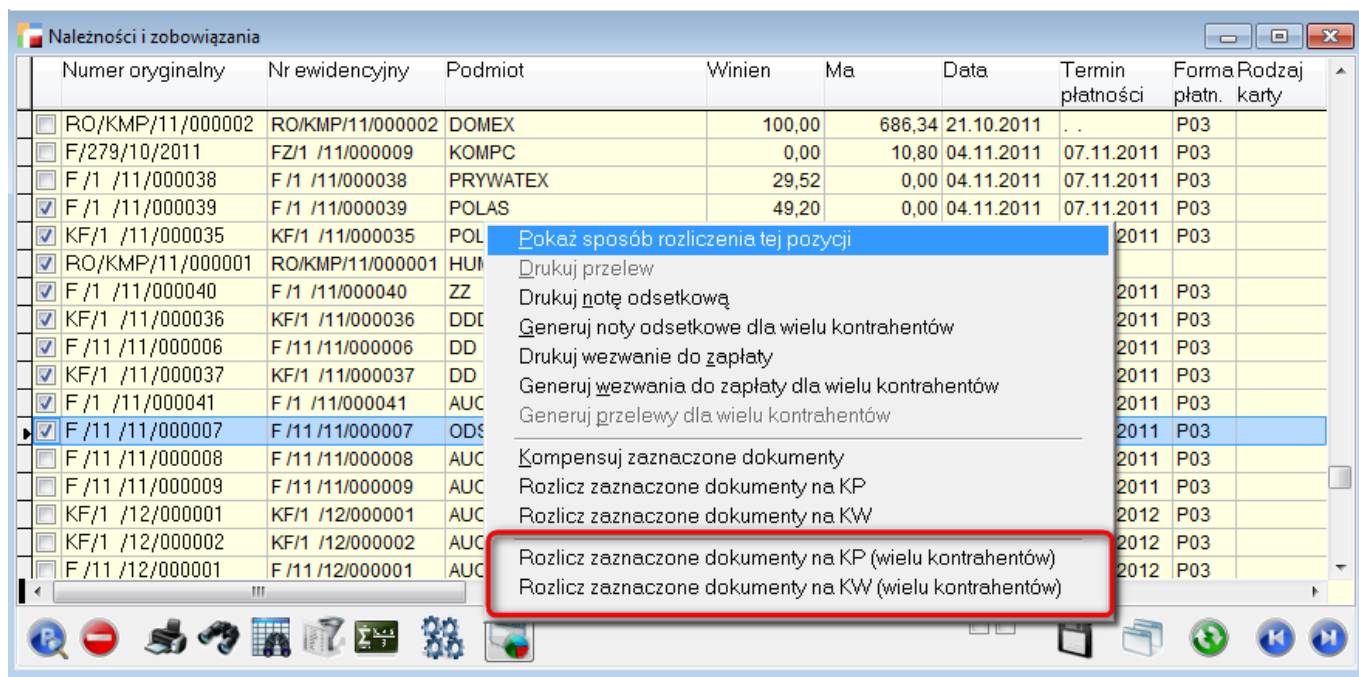 Należności i zobowiązania
Numer oryginalny Nr ewidencyjny Podmiot Winien Ma Data Termin płatności Forma płatn. Rodzaj karty
RO/KMP/11/000002 RO/KMP/11/000002 DOMEX 100,00 686,34 21.10.2011 . . P03
F/279/10/2011 FZ/1 /11/000009 KOMPC 0,00 10,80 04.11.2011 07.11.2011 P03
F /1 /11/000038 F /1 /11/000038 PRYWATEX 29,52 0,00 04.11.2011 07.11.2011 P03
F /1 /11/000039 F /1 /11/000039 POLAS 49,20 0,00 04.11.2011 07.11.2011 P03
KF/1 /11/000035 KF/1 /11/000035 POL 2011 P03
RO/KMP/11/000001 RO/KMP/11/000001
F /1 /11/000040 F /1 /11/000040 ZZ 2011 P03
KF/1 /11/000036 KF/1 /11/000036 DDD 2011 P03
F /11 /11/000006 F /11 /11/000006 DD 2011 P03
KF/1 /11/000037 KF/1 /11/000037 DD 2011 P03
F /1 /11/000041 F /1 /11/000041 AUC 2011 P03
F /11 /11/000007 F /11 /11/000007 ODS 2011 P03
F /11 /11/000008 F /11 /11/000008 AUC 2011 P03
F /11 /11/000009 F /11 /11/000009 AUC 2011 P03
KF/1 /12/000001 KF/1 /12/000001 AUC 2012 P03
KF/1 /12/000002 KF/1 /12/000002 AUC 2012 P03
F /11 /12/000001 F /11 /12/000001 AUC 2012 P03
Pokaż sposób rozliczenia tej pozycji
Drukuj przelew
Drukuj notę odsetkową
Generuj noty odsetkowe dla wielu kontrahentów
Drukuj wezwanie do zapłaty
Generuj wezwania do zapłaty dla wielu kontrahentów
Generuj przelewy dla wielu kontrahentów
Kompensuj zaznaczone dokumenty
Rozlicz zaznaczone dokumenty na KP
Rozlicz zaznaczone dokumenty na KW
Rozlicz zaznaczone dokumenty na KP (wielu kontrahentów)
Rozlicz zaznaczone dokumenty na KW (wielu kontrahentów)